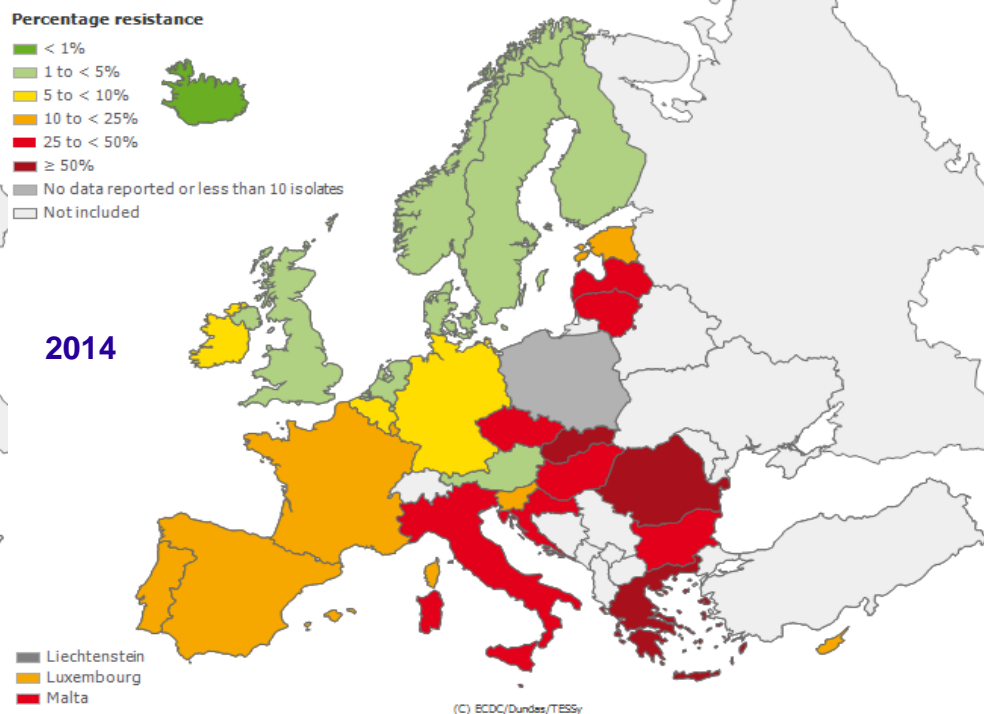 Percentage resistance
< 1%
1 to < 5%
5 to < 10%
10 to < 25%
25 to < 50%
≥ 50%
No data reported or less than 10 isolates
Not included
2014
Liechtenstein
Luxembourg
Malta
(C) ECDC/Dundas/TESSy